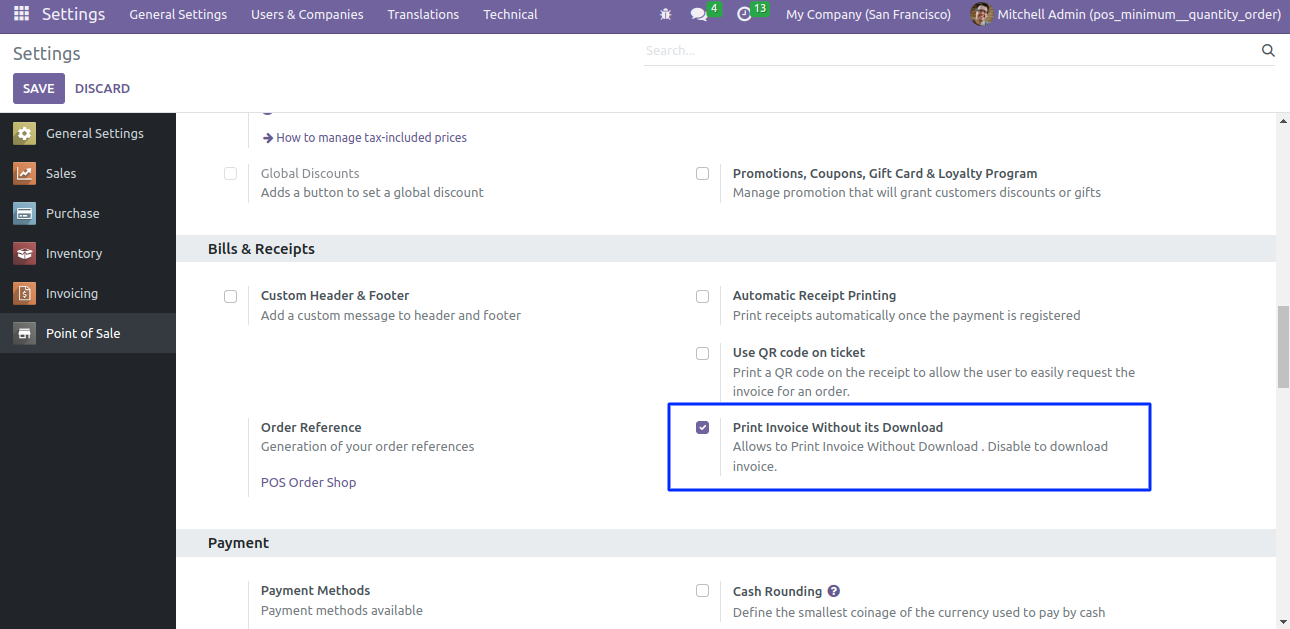 Settings General Settings Users & Companies Translations Technical 4 13 My Company (San Francisco) Mitchell Admin (pos_minimum__quantity_order)
Settings
Search...
SAVE DISCARD
General Settings
Sales
Purchase
Inventory
Invoicing
Point of Sale
How to manage tax-included prices
Global Discounts
Adds a button to set a global discount
Promotions, Coupons, Gift Card & Loyalty Program
Manage promotion that will grant customers discounts or gifts
Bills & Receipts
Custom Header & Footer
Add a custom message to header and footer
Automatic Receipt Printing
Print receipts automatically once the payment is registered
Use QR code on ticket
Print a QR code on the receipt to allow the user to easily request the
invoice for an order.
Order Reference
Generation of your order references
POS Order Shop
Print Invoice Without its Download
Allows to Print Invoice Without Download . Disable to download
invoice.
Payment
Payment Methods
Payment methods available
Cash Rounding ?
Define the smallest coinage of the currency used to pay by cash